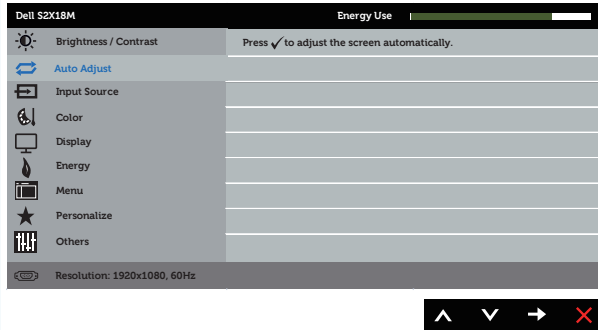 Dell S2X18M
Energy Use
Brightness / Contrast
Press ✓ to adjust the screen automatically.
Auto Adjust
Input Source
Color
Display
Energy
Menu
Personalize
Others
Resolution: 1920x1080, 60Hz